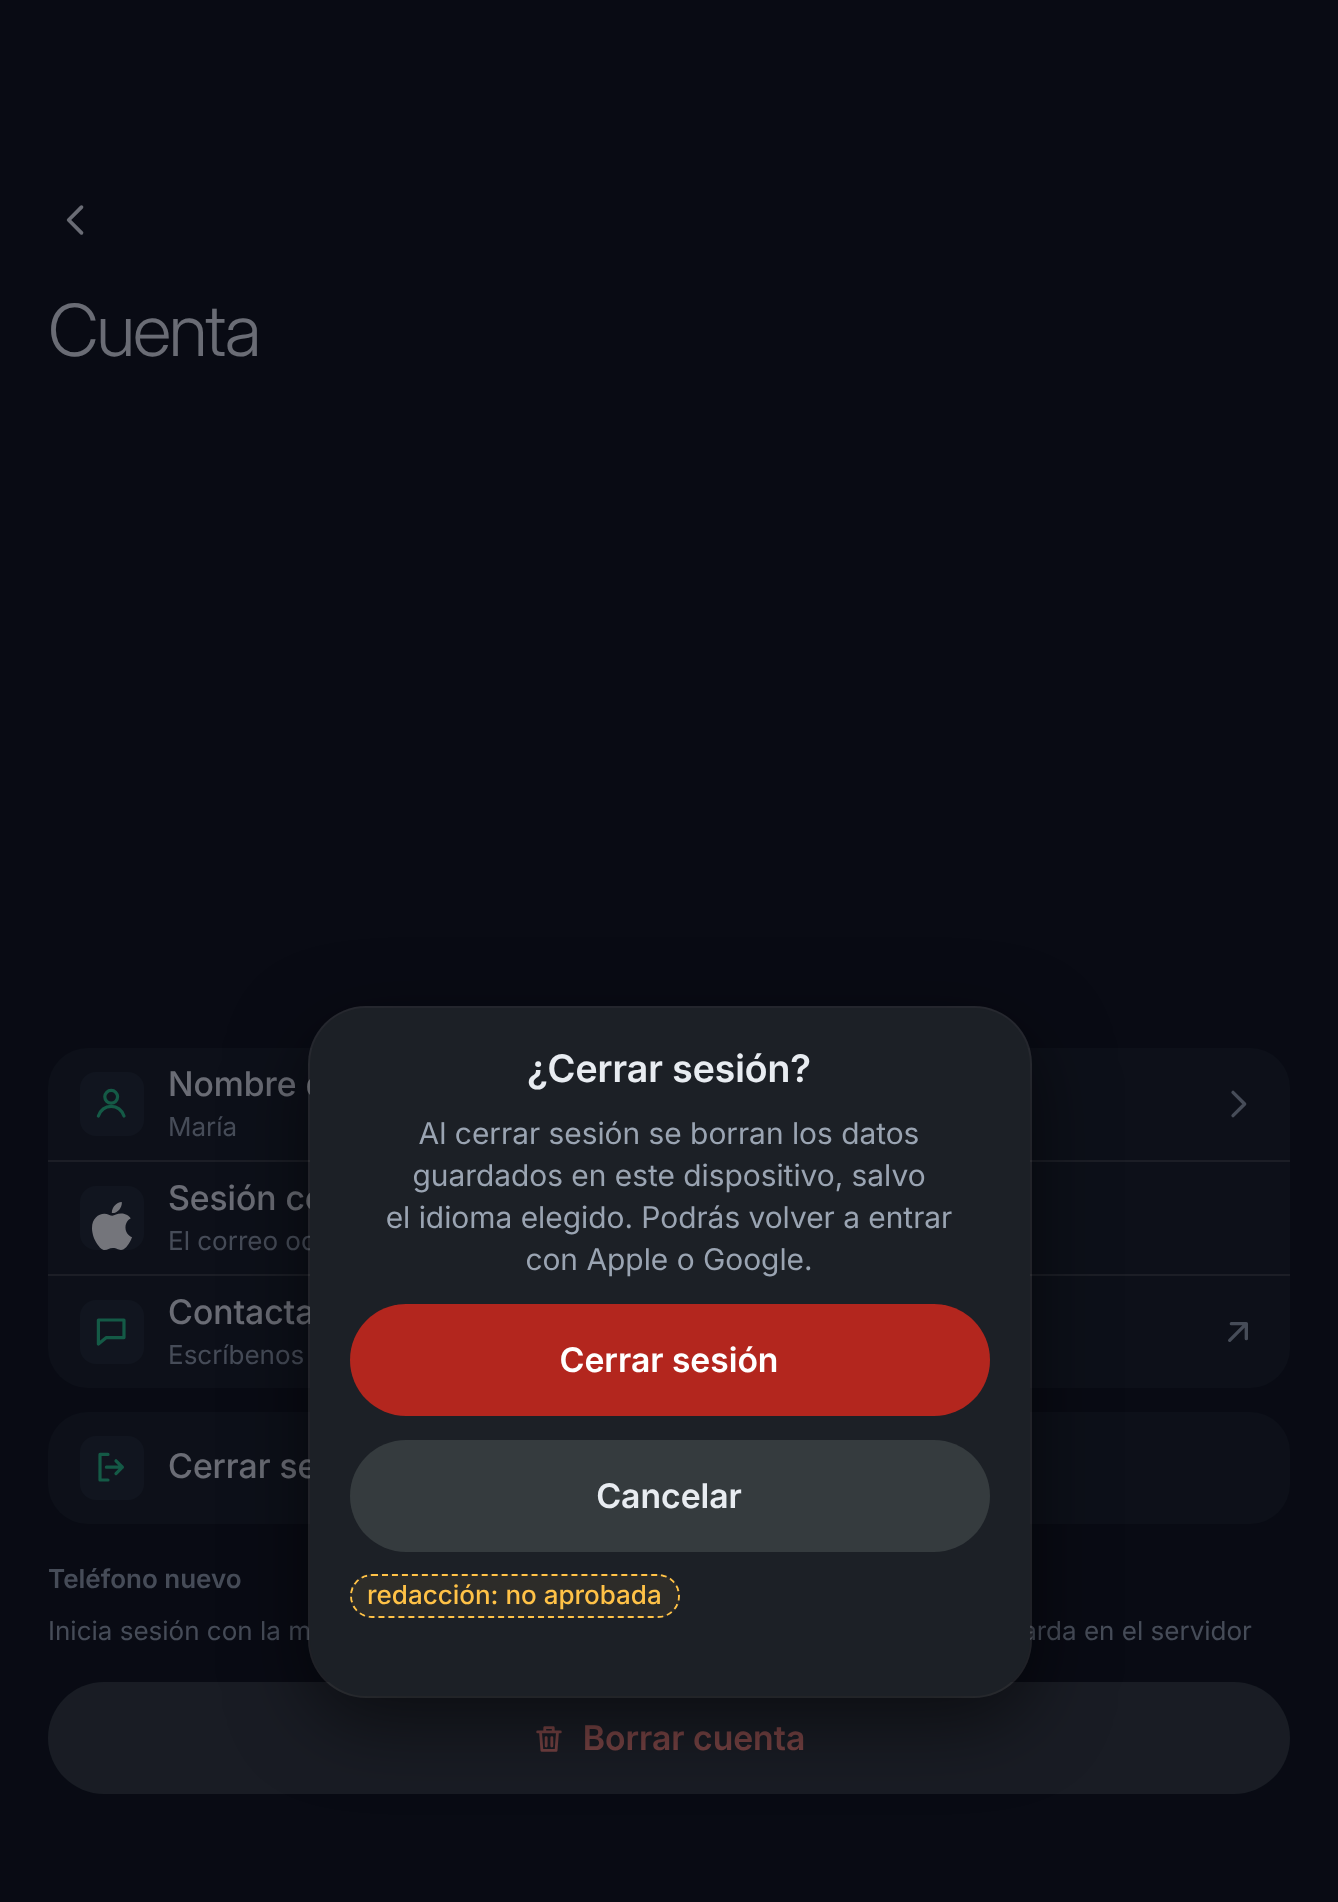 Cuenta
¿Cerrar sesión?
Al cerrar sesión se borran los datos
guardados en este dispositivo, salvo
el idioma elegido. Podrás volver a entrar
con Apple o Google.
Cerrar sesión
Cancelar
redacción: no aprobada
Nombre
María
Sesión
El correo
Contacta
Escríbenos
Cerrar
Teléfono nuevo
Inicia sesión con la
en el servidor
Borrar cuenta